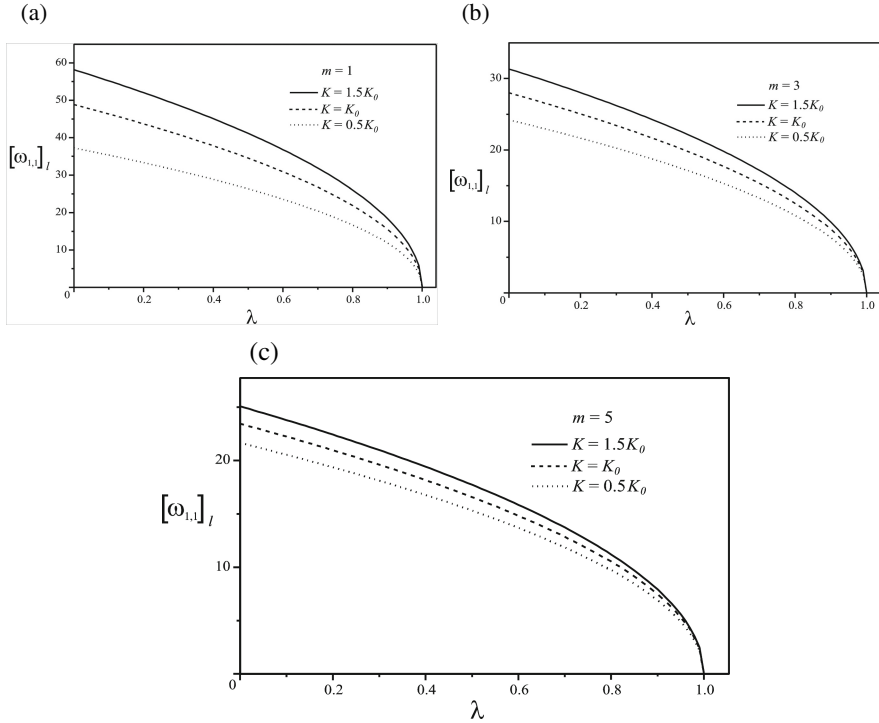 (a)
60
50
40
30
20
10
0
0.2
0.4
0.6
0.8
1.0
[ω1,1]l
λ
m = 1
K = 1.5K0
K = K0
K = 0.5K0
(b)
30
20
10
0
0
0.2
0.4
0.6
0.8
1.0
[ω1,1]l
λ
m = 3
K = 1.5K0
K = K0
K = 0.5K0
(c)
20
10
0
0
0.2
0.4
0.6
0.8
1.0
[ω1,1]l
λ
m = 5
K = 1.5K0
K = K0
K = 0.5K0